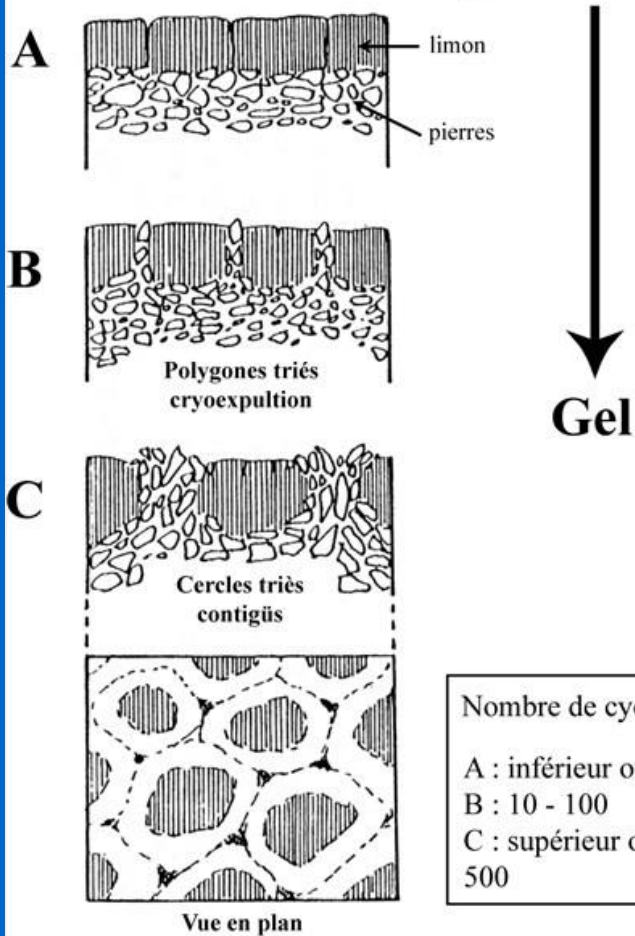 A
limon
pierres
B
Polygones triés
cryoexpultion
Gel
C
Cercles triès
contigüs
Vue en plan
Nombre de cyc
A : inférieur o
B : 10 - 100
C : supérieur o
500